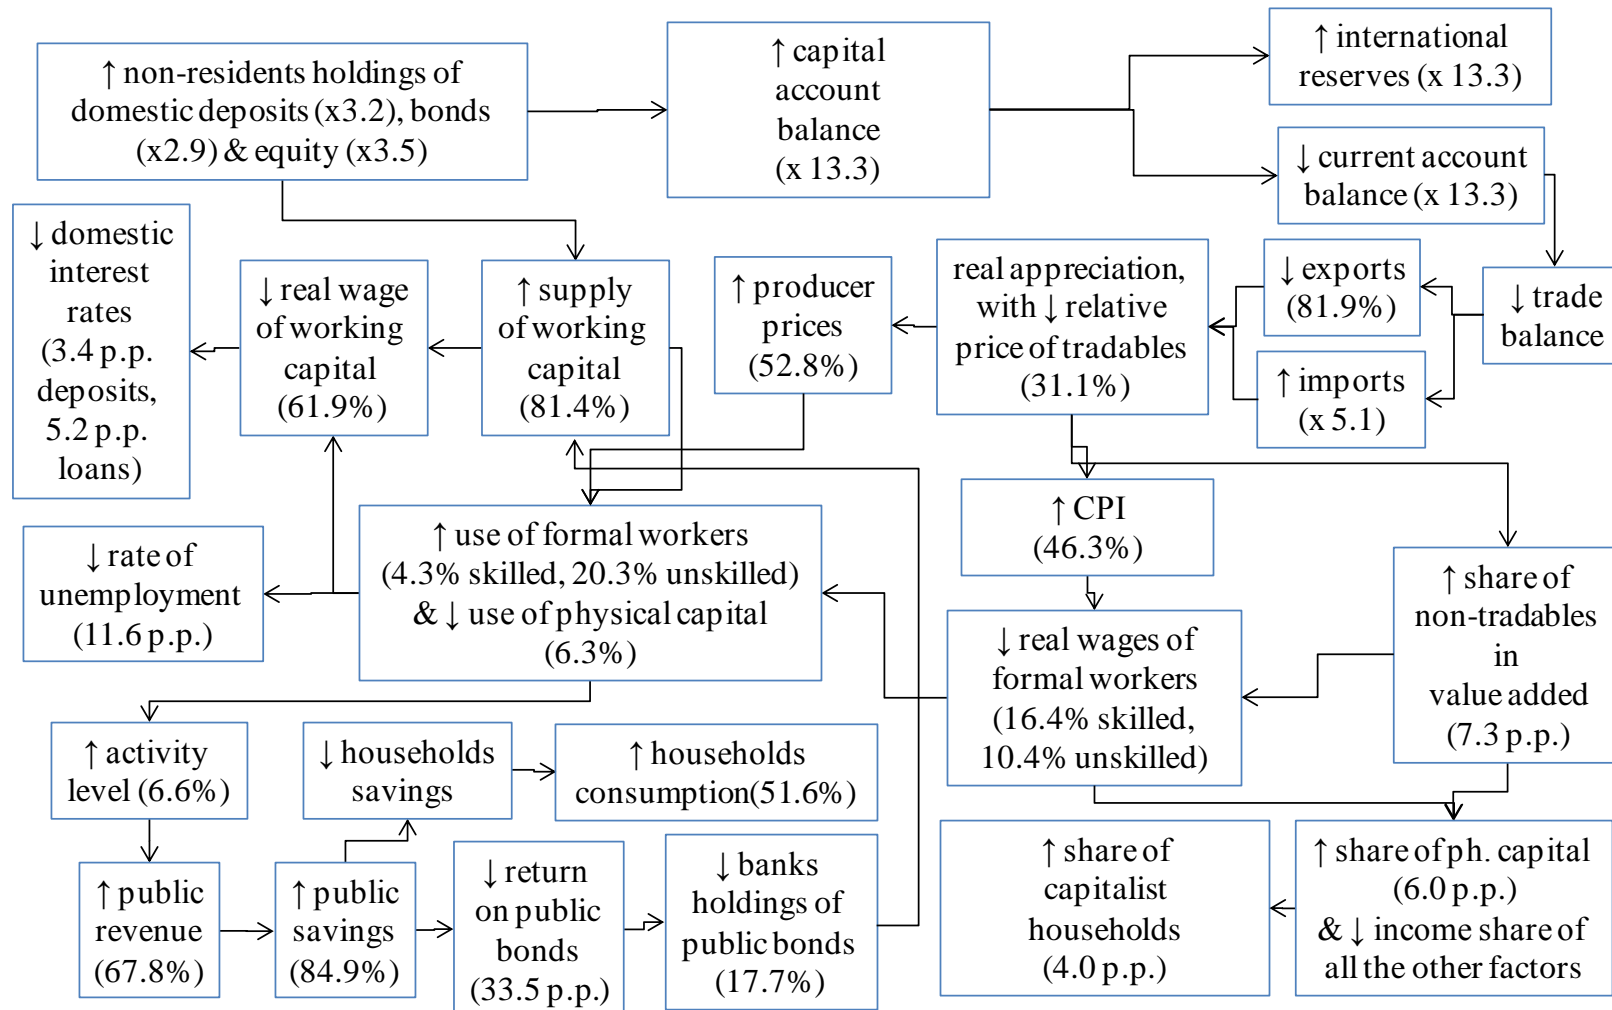 ↑ non-residents holdings of
domestic deposits (x3.2), bonds
(x2.9) & equity (x3.5)
↑ capital
account
balance
(x 13.3)
↑ international
reserves (x 13.3)
↓ current account
balance (x 13.3)
↓ domestic
interest
rates
(3.4 p.p.
deposits,
5.2 p.p.
loans)
↓ real wage
of working
capital
(61.9%)
↑ supply
of working
capital
(81.4%)
↑ producer
prices
(52.8%)
real appreciation,
with ↓ relative
price of tradables
(31.1%)
↓ exports
(81.9%)
↑ imports
(x 5.1)
↓ trade
balance
↓ rate of
unemployment
(11.6 p.p.)
↑ use of formal workers
(4.3% skilled, 20.3% unskilled)
& ↓ use of physical capital
(6.3%)
↑ CPI
(46.3%)
↓ real wages of
formal workers
(16.4% skilled,
10.4% unskilled)
↑ share of
non-tradables
in
value added
(7.3 p.p.)
↑ activity
level (6.6%)
↓ households
savings
↑ households
consumption(51.6%)
↑ public
revenue
(67.8%)
↑ public
savings
(84.9%)
↓ return
on public
bonds
(33.5 p.p.)
↓ banks
holdings of
public bonds
(17.7%)
↑ share of
capitalist
households
(4.0 p.p.)
↑ share of ph. capital
(6.0 p.p.)
& ↓ income share of
all the other factors